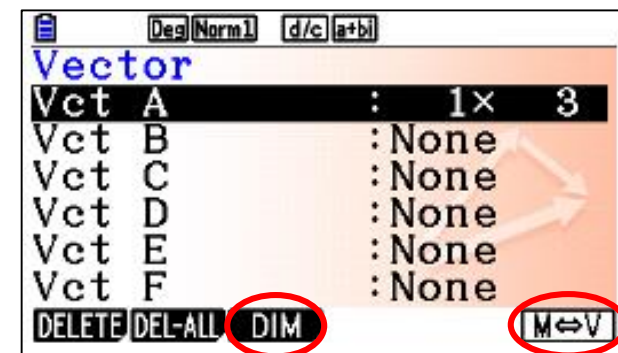 Deg Norm1 d/c a+bi
Vector
Vct A : 1× 3
Vct B :None
Vct C :None
Vct D :None
Vct E :None
Vct F :None
DELETE DEL-ALL DIM M⇔V